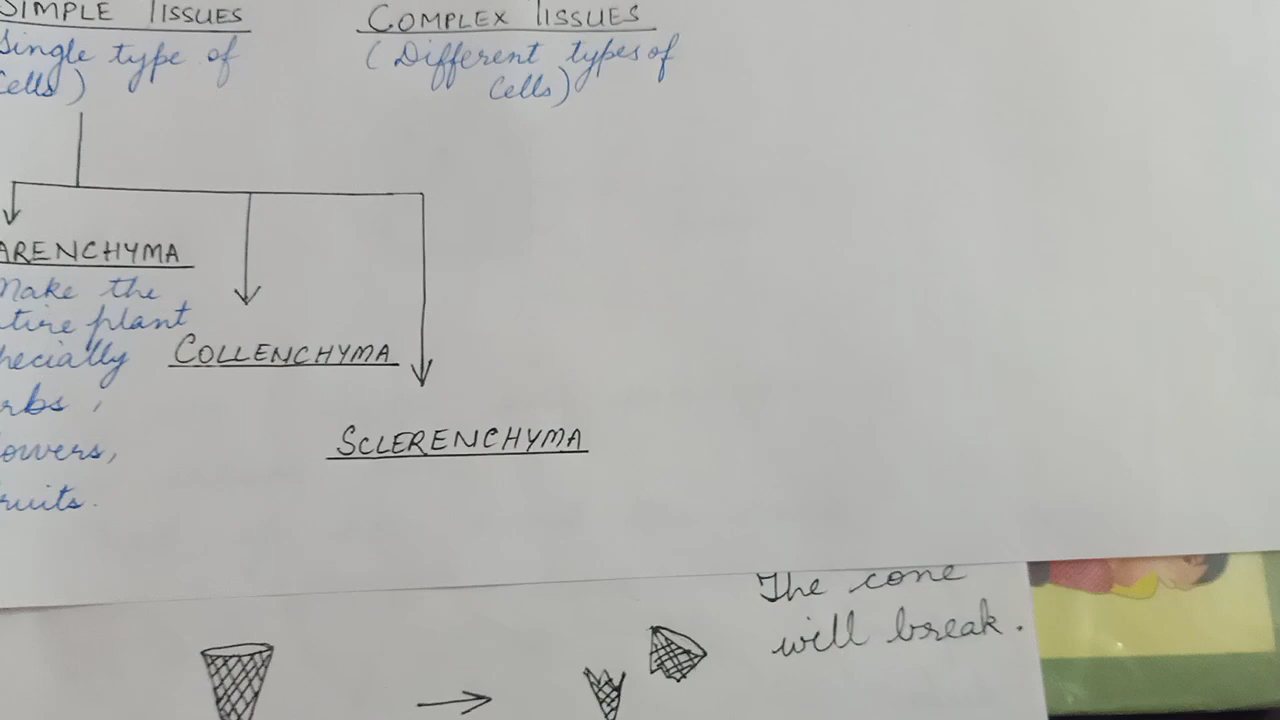 SIMPLE TISSUES
Single type of
Cells)
COMPLEX TISSUES
(Different types of
Cells)
ARENCHYMA
Make the
tire plant
pecially
rbs,
owers,
ruits.
COLLENCHYMA
SCLERENCHYMA
The cone
will break.